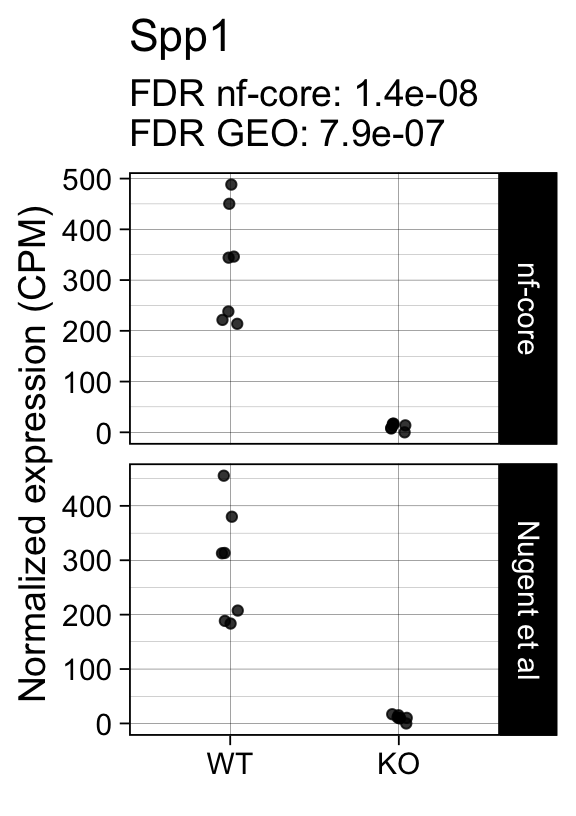 Spp1
FDR nf-core: 1.4e-08
FDR GEO: 7.9e-07
Normalized expression (CPM)
500
400
300
200
100
0
nf-core
400
300
200
100
0
Nugent et al
WT KO